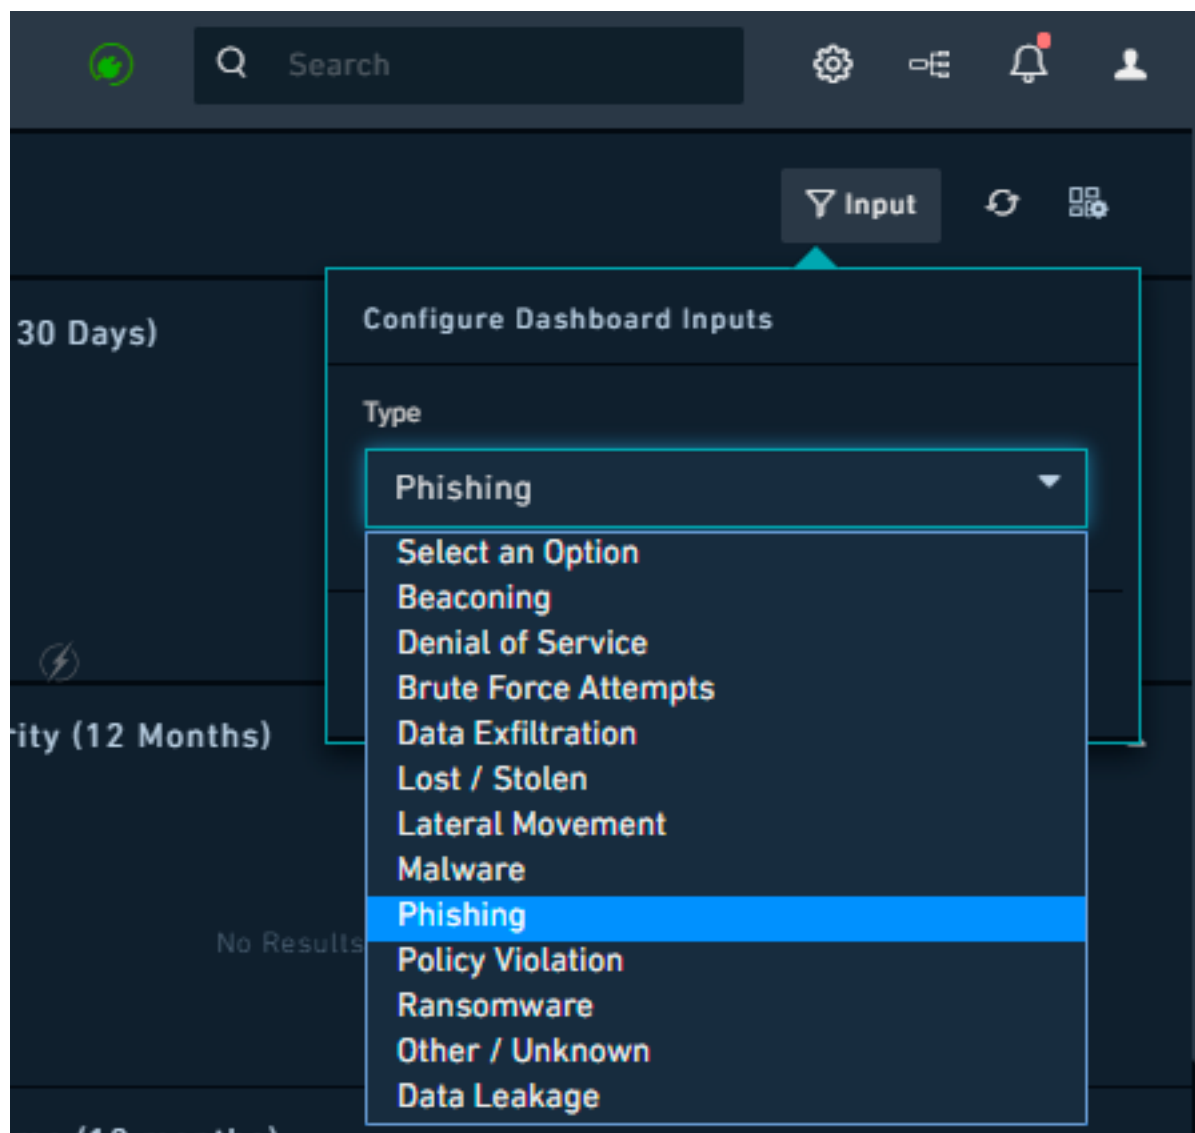 Search
Input
Configure Dashboard Inputs
30 Days)
Type
Phishing
Select an Option
Beaconing
Denial of Service
Brute Force Attempts
Data Exfiltration
(12 Months)
Lost / Stolen
Lateral Movement
Malware
Phishing
No Results
Policy Violation
Ransomware
Other / Unknown
Data Leakage